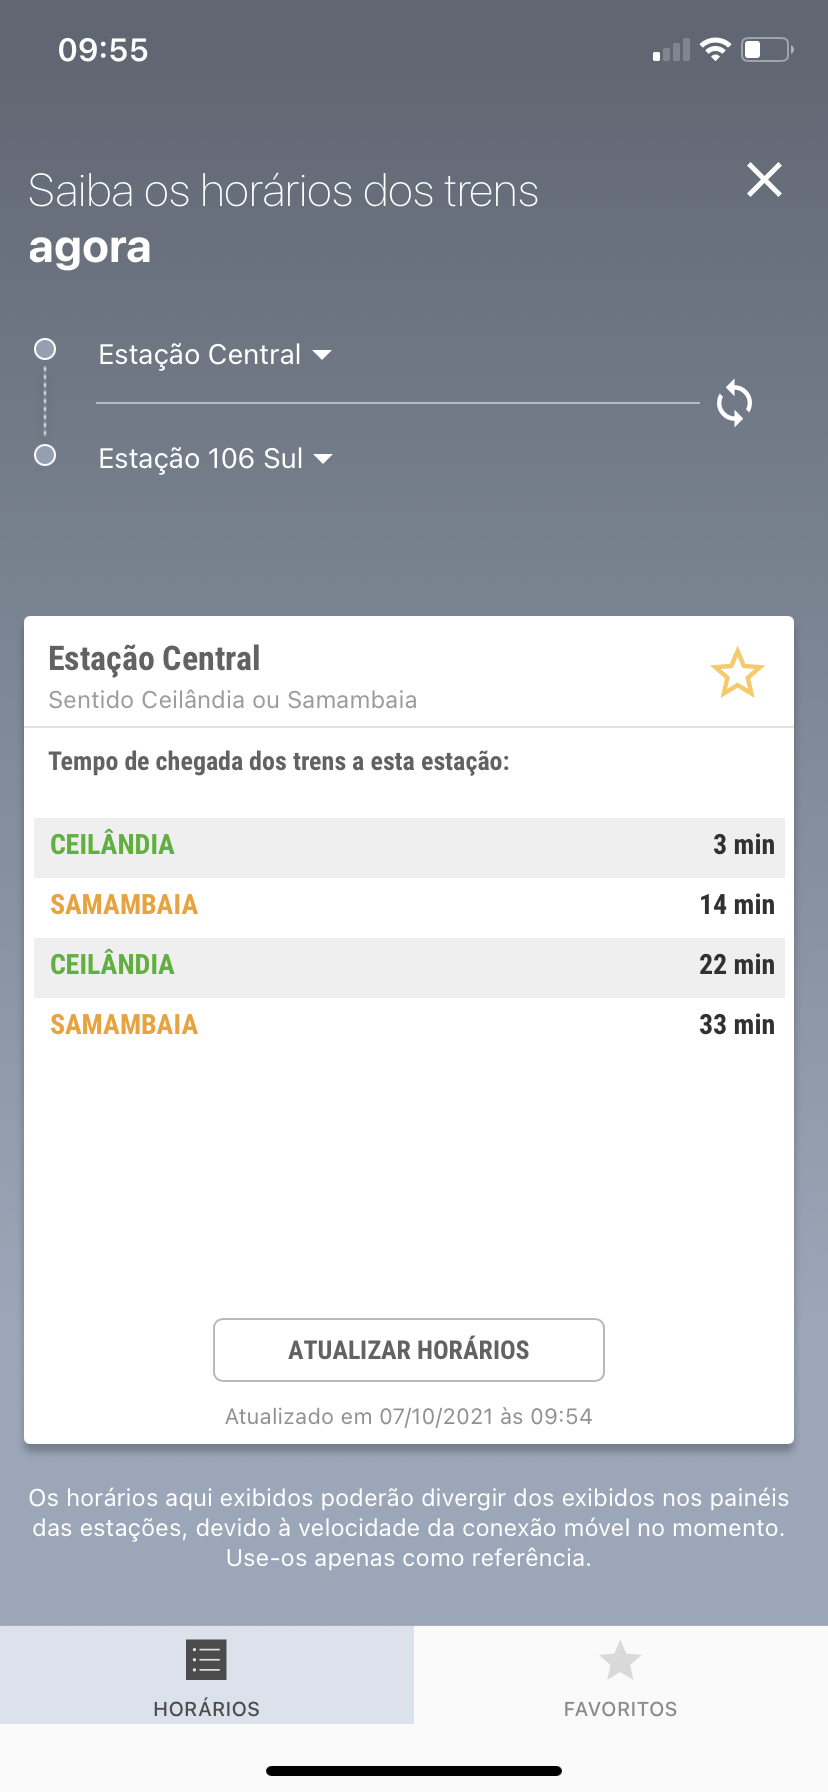 09:55
Saiba os horários dos trens
agora
Estação Central
Estação 106 Sul
Estação Central
Sentido Ceilândia ou Samambaia
Tempo de chegada dos trens a esta estação:
CEILÂNDIA 3 min
SAMAMBAIA 14 min
CEILÂNDIA 22 min
SAMAMBAIA 33 min
ATUALIZAR HORÁRIOS
Atualizado em 07/10/2021 às 09:54
Os horários aqui exibidos poderão divergir dos exibidos nos painéis
das estações, devido à velocidade da conexão móvel no momento.
Use-os apenas como referência.
HORÁRIOS FAVORITOS